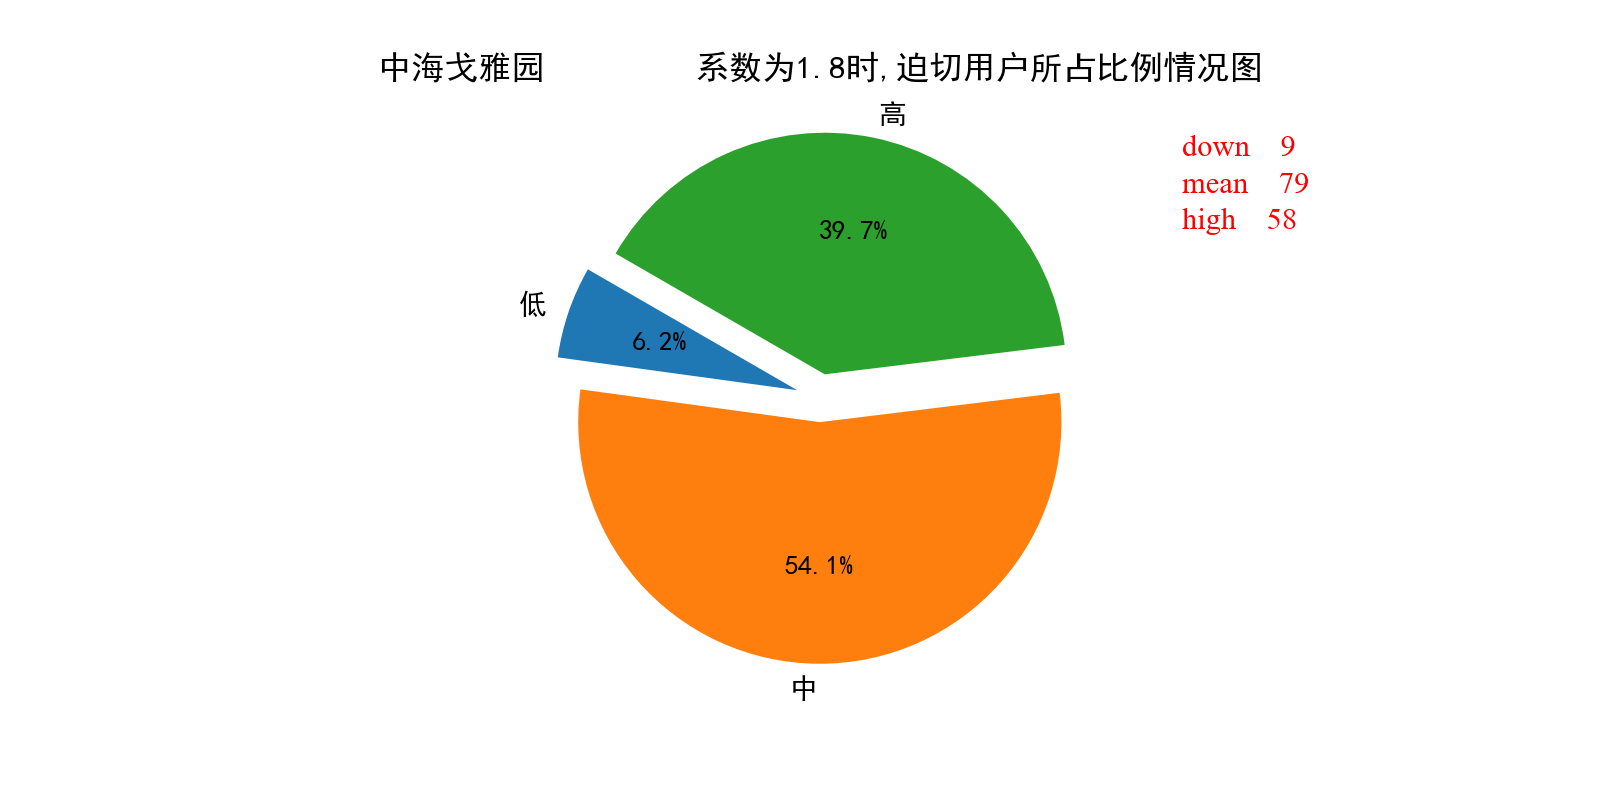 中海戈雅园 系数为1.8时,迫切用户所占比例情况图
高
down 9
mean 79
high 58
39.7%
低
6.2%
54.1%
中